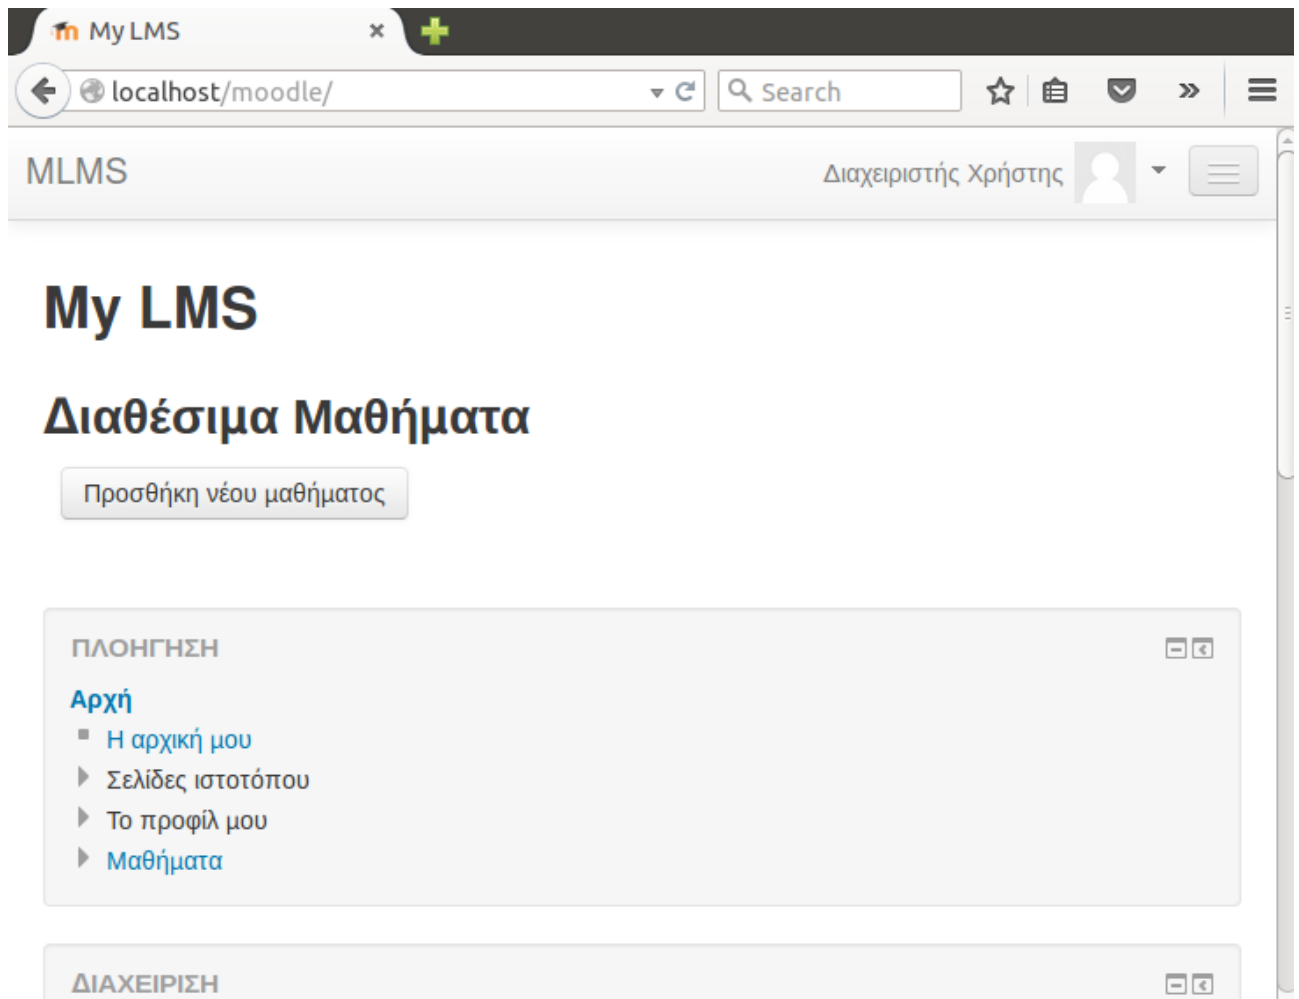 My LMS
localhost/moodle/
Search
MLMS
Διαχειριστής Χρήστης
My LMS
Διαθέσιμα Μαθήματα
Προσθήκη νέου μαθήματος
ΠΛΟΗΓΗΣΗ
Αρχή
Η αρχική μου
Σελίδες ιστοτόπου
Το προφίλ μου
Μαθήματα
ΔΙΑΧΕΙΡΙΣΗ